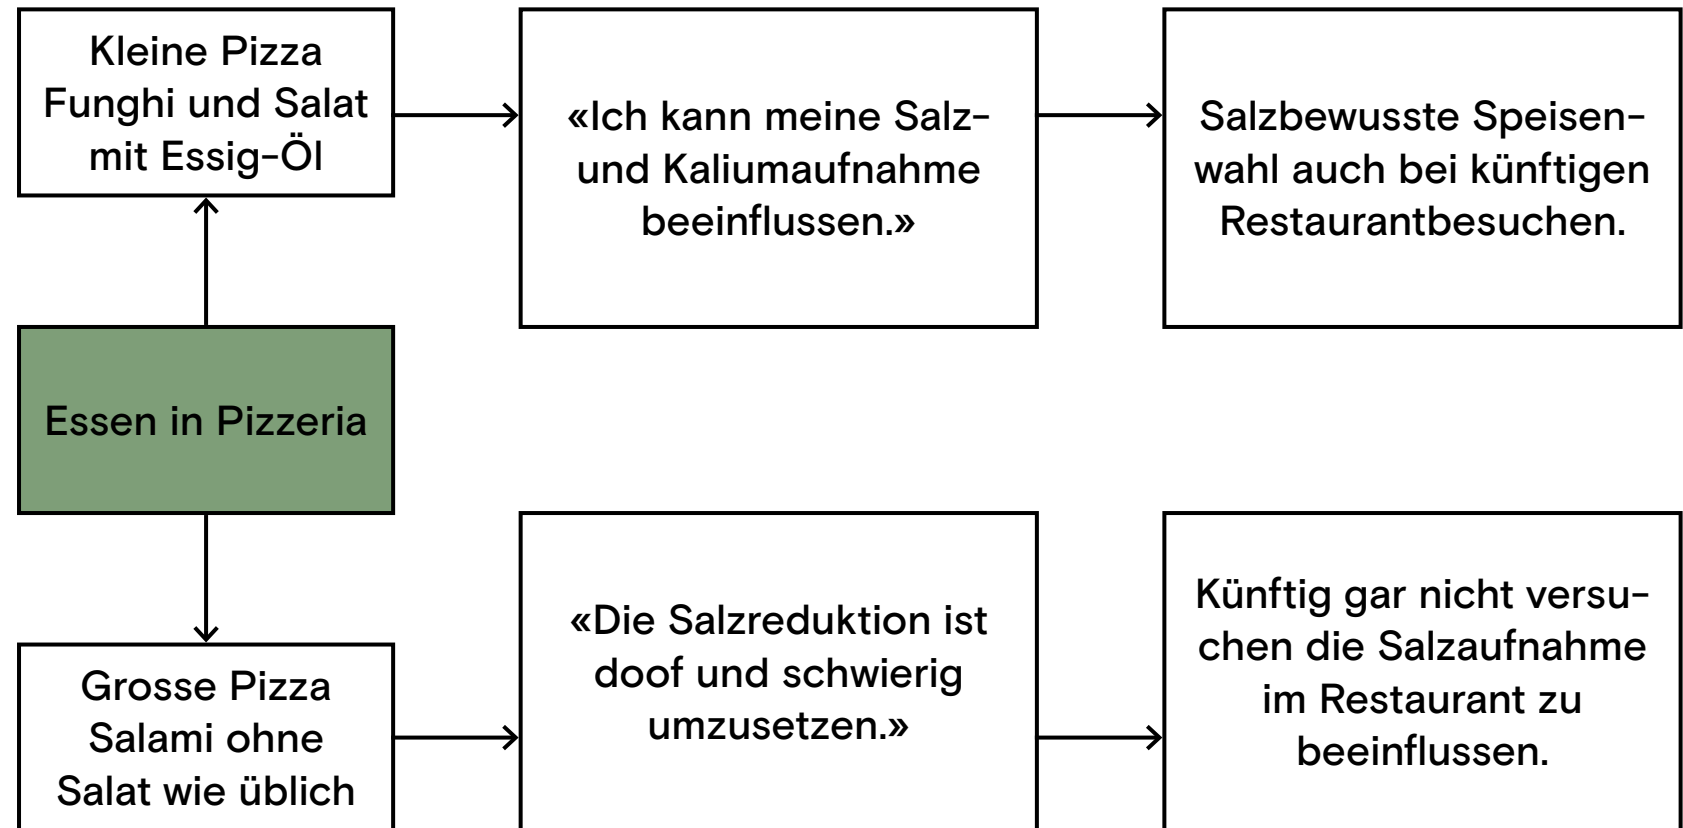 Kleine Pizza
Funghi und Salat
mit Essig-Öl
«Ich kann meine Salz-
und Kaliumaufnahme
beeinflussen.»
Salzbewusste Speisen-
wahl auch bei künftigen
Restaurantbesuchen.
Essen in Pizzeria
Grosse Pizza
Salami ohne
Salat wie üblich
«Die Salzreduktion ist
doof und schwierig
umzusetzen.»
Künftig gar nicht versu-
chen die Salzaufnahme
im Restaurant zu
beeinflussen.